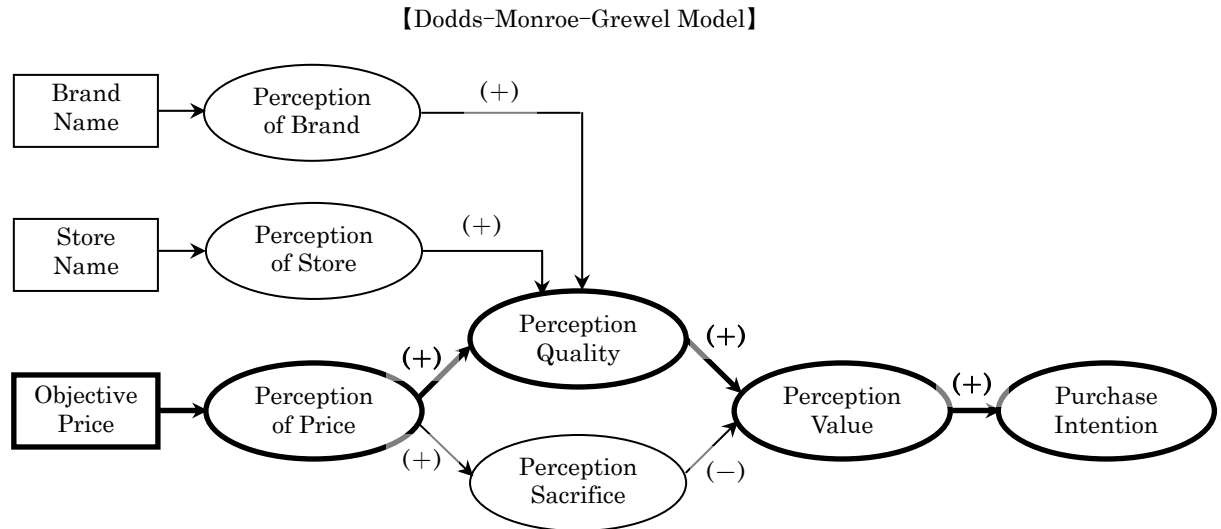 【Dodds-Monroe-Grewel Model】
Brand
Name
Perception
of Brand
(+)
Store
Name
Perception
of Store
(+)
Perception
Quality
Objective
Price
Perception
of Price
(+)
(+)
Perception
Sacrifice
(+)
(−)
Perception
Value
(+)
Purchase
Intention